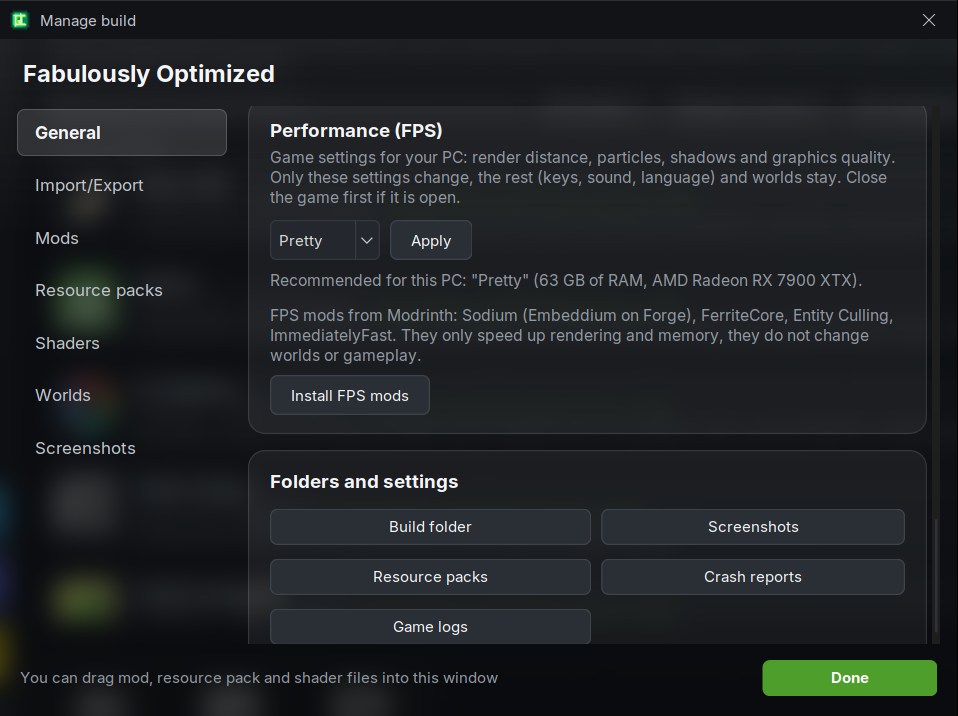 Manage build
Fabulously Optimized
General
Import/Export
Mods
Resource packs
Shaders
Worlds
Screenshots
Performance (FPS)
Game settings for your PC: render distance, particles, shadows and graphics quality.
Only these settings change, the rest (keys, sound, language) and worlds stay. Close
the game first if it is open.
Pretty
Apply
Recommended for this PC: "Pretty" (63 GB of RAM, AMD Radeon RX 7900 XTX).
FPS mods from Modrinth: Sodium (Embeddium on Forge), FerriteCore, Entity Culling,
ImmediatelyFast. They only speed up rendering and memory, they do not change
worlds or gameplay.
Install FPS mods
Folders and settings
Build folder
Screenshots
Resource packs
Crash reports
Game logs
You can drag mod, resource pack and shader files into this window
Done